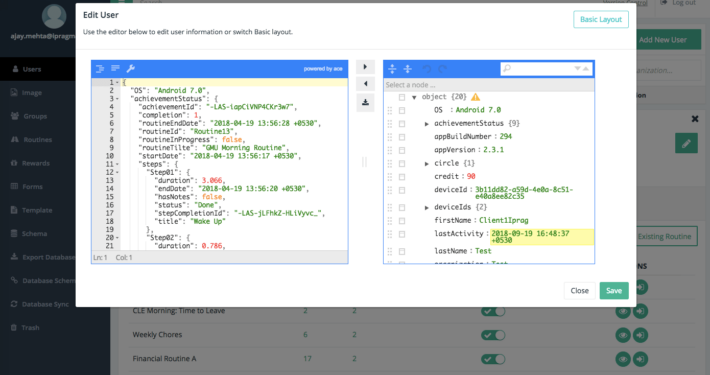 Search
Version Control
Log out
ajay.mehta@ipragm
Users
Image
Groups
Routines
Rewards
Forms
Template
Schema
Export Database
Database Schem
Database Sync
Trash
Add New User
Existing Routine
Edit User
Use the editor below to edit user information or switch Basic layout.
Basic Layout
powered by ace
1 {
2 "OS": "Android 7.0",
3 "achievementStatus": {
4 "achievementId": "-LAS-iopCiVNP4CKr3w7",
5 "completion": 1,
6 "routineEndDate": "2018-04-19 13:56:28 +0530",
7 "routineId": "Routine13",
8 "routineInProgress": false,
9 "routineTilte": "GMU Morning Routine",
10 "startDate": "2018-04-19 13:56:17 +0530",
11 "steps": {
12 "Step01": {
13 "duration": 3.066,
14 "endDate": "2018-04-19 13:56:20 +0530",
15 "hasNotes": false,
16 "status": "Done",
17 "stepCompletionId": "-LAS-jLFhkZ-HLiVyvc_",
18 "title": "Wake Up"
19 },
20 "Step02": {
21 "duration": 0.786,
Ln: 1 Col: 1
Select a node ...
object {20}
OS : Android 7.0
achievementStatus {9}
appBuildNumber : 294
appVersion : 2.3.1
circle {1}
credit : 90
deviceId : 3b11dd82-a59d-4e0a-8c51-
e40a8ee82c35
deviceIds {2}
firstName : Client1Iprag
lastActivity : 2018-09-19 16:48:37
+0530
lastName : Test
Close
Save
CLE Morning: Time to Leave 2 2
Weekly Chores 6 2
Financial Routine A 17 2